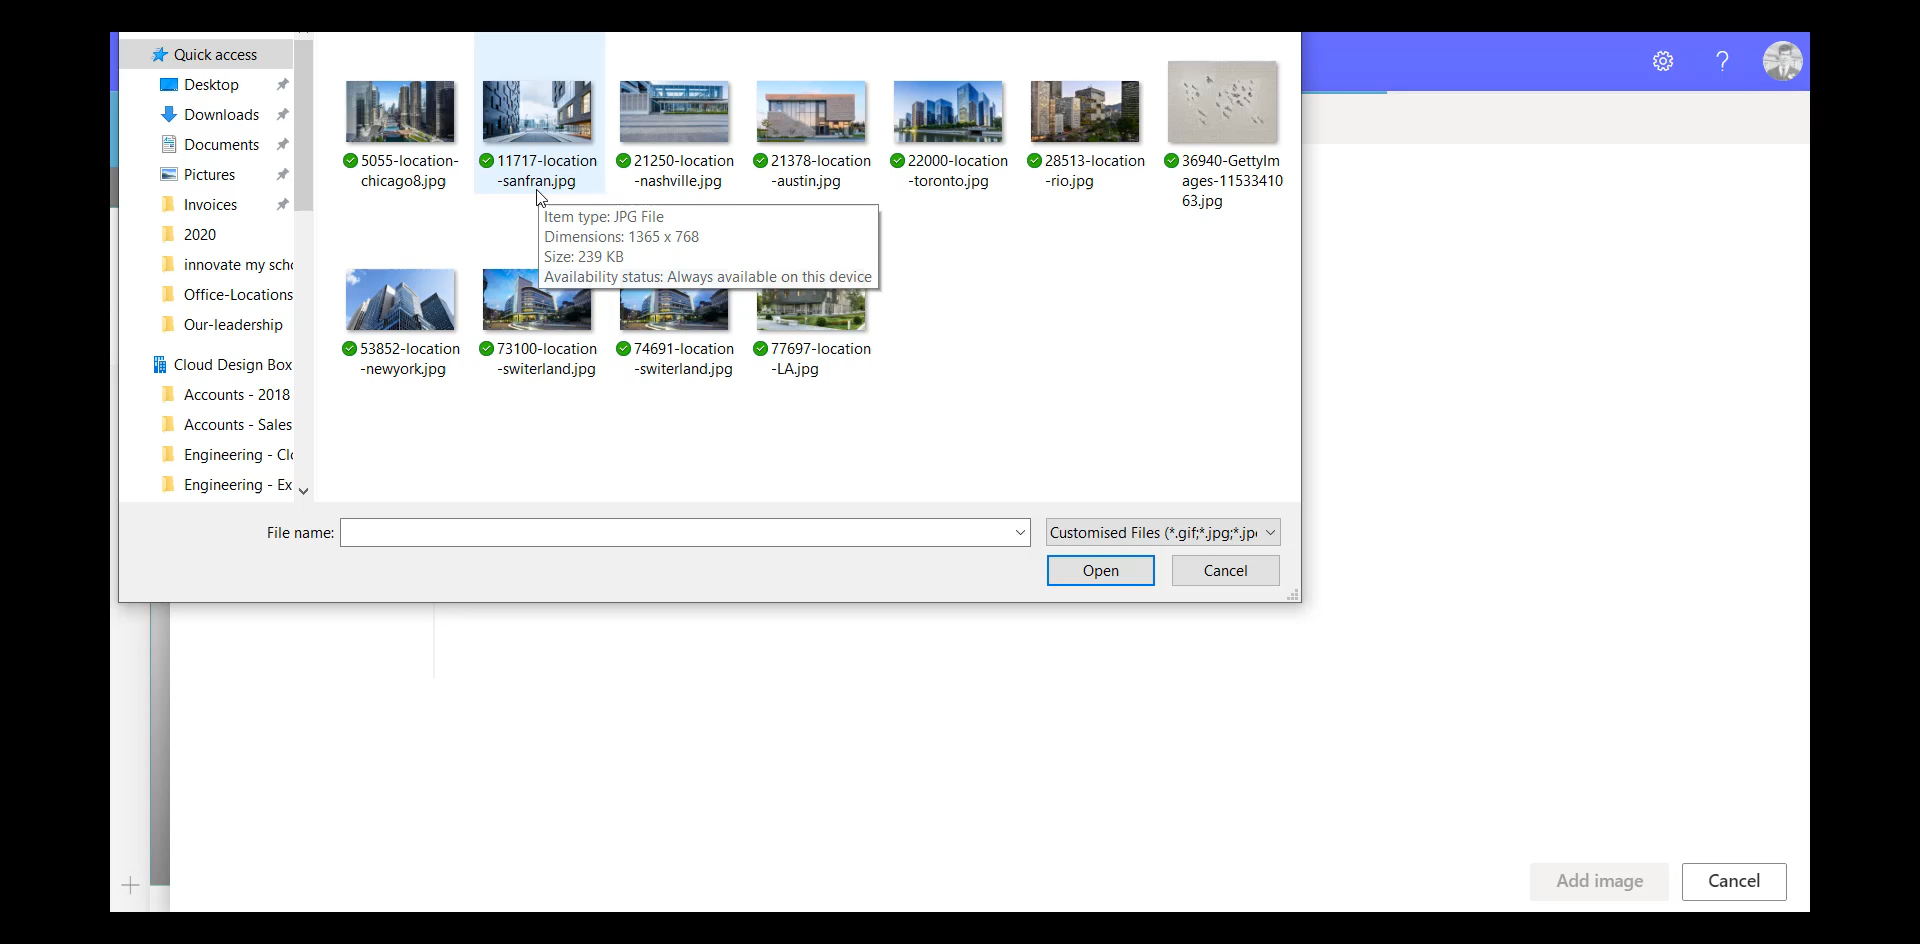 Quick access
Desktop
Downloads
Documents
Pictures
Invoices
2020
innovate my sch
Office-Locations
Our-leadership
Cloud Design Box
Accounts - 2018
Accounts - Sales
Engineering - Clo
Engineering - Ex
5055-location-
chicago8.jpg
11717-location
-sanfran.jpg
21250-location
-nashville.jpg
21378-location
-austin.jpg
22000-location
-toronto.jpg
28513-location
-rio.jpg
36940-GettyIm
ages-11533410
63.jpg
Item type: JPG File
Dimensions: 1365 x 768
Size: 239 KB
Availability status: Always available on this device
53852-location
-newyork.jpg
73100-location
-switerland.jpg
74691-location
-switerland.jpg
77697-location
-LA.jpg
File name:
Customised Files (*.gif;*.jpg;*.jpe
Open
Cancel
?
Add image
Cancel